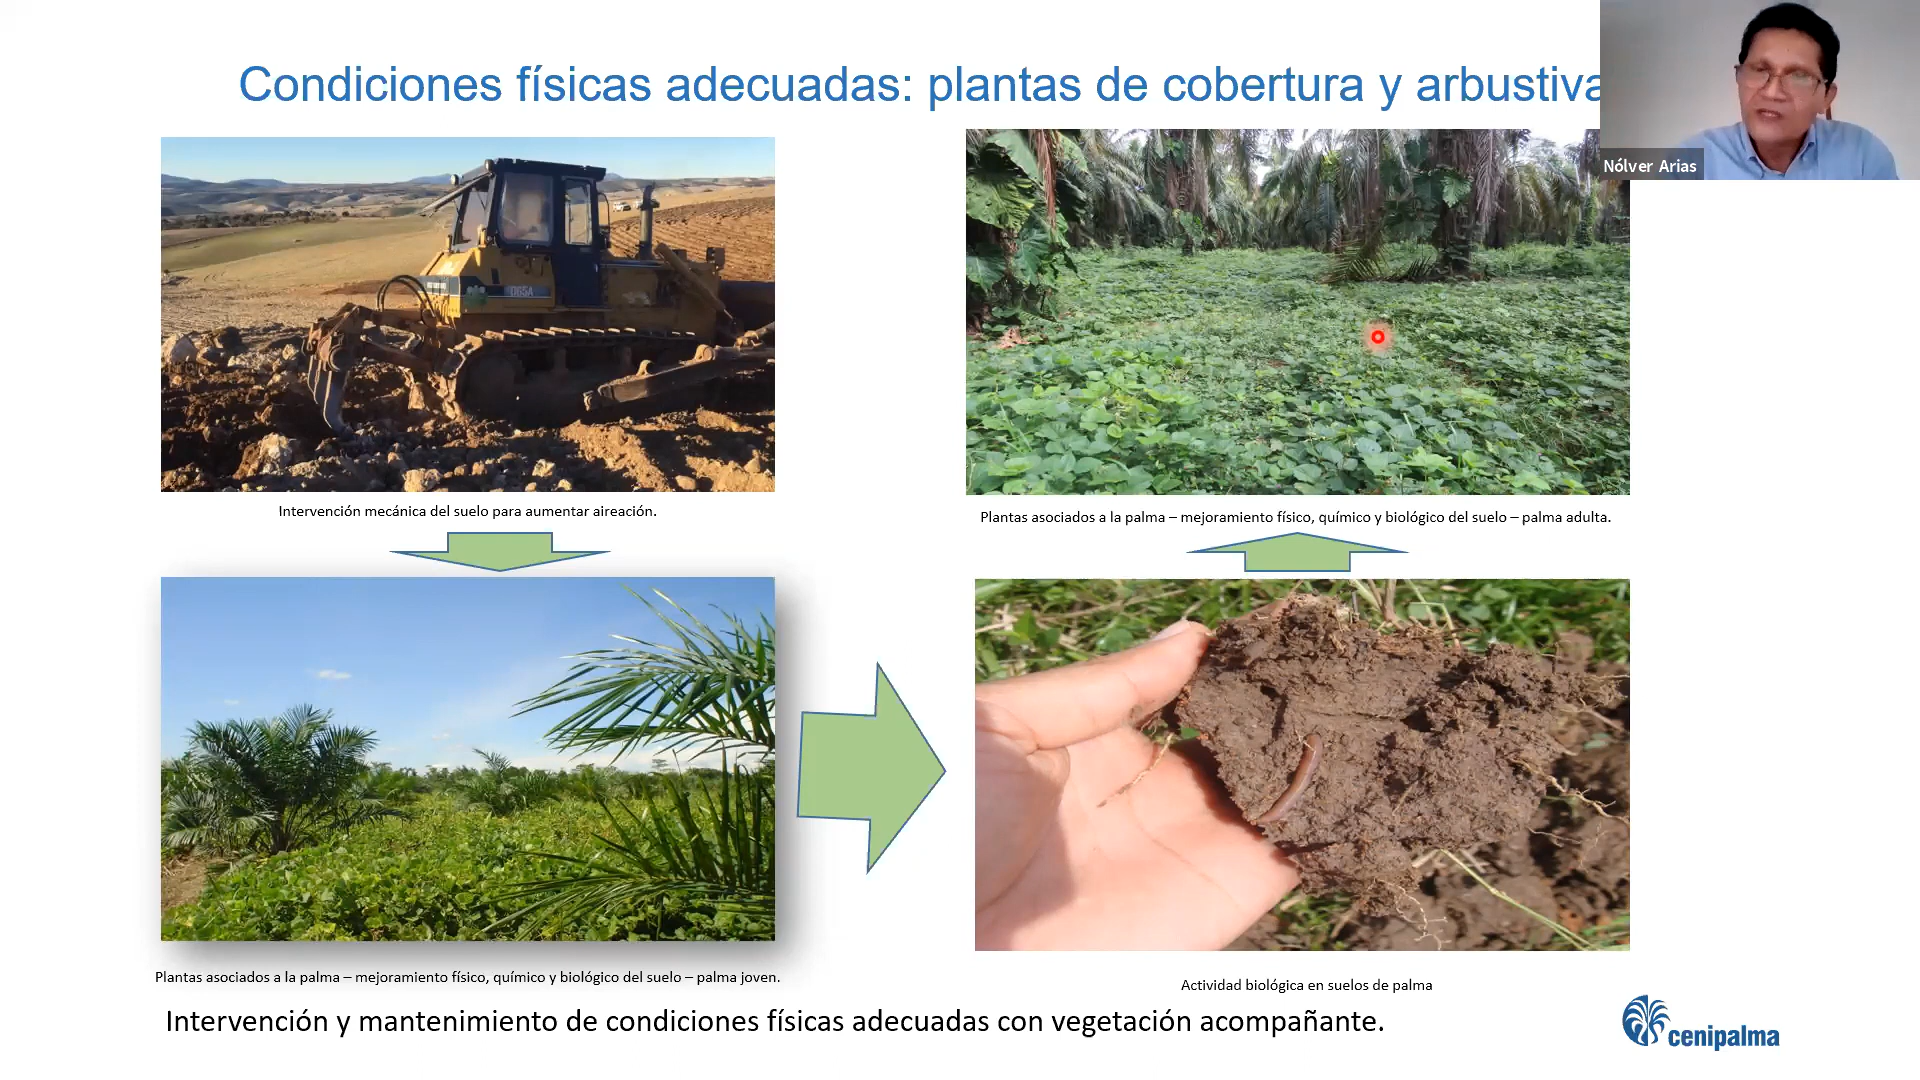 Condiciones físicas adecuadas: plantas de cobertura y arbustiva
Nólver Arias
D65A
Intervención mecánica del suelo para aumentar aireación.
Plantas asociados a la palma – mejoramiento físico, químico y biológico del suelo – palma adulta.
Plantas asociados a la palma – mejoramiento físico, químico y biológico del suelo – palma joven.
Actividad biológica en suelos de palma
Intervención y mantenimiento de condiciones físicas adecuadas con vegetación acompañante.
cenipalma